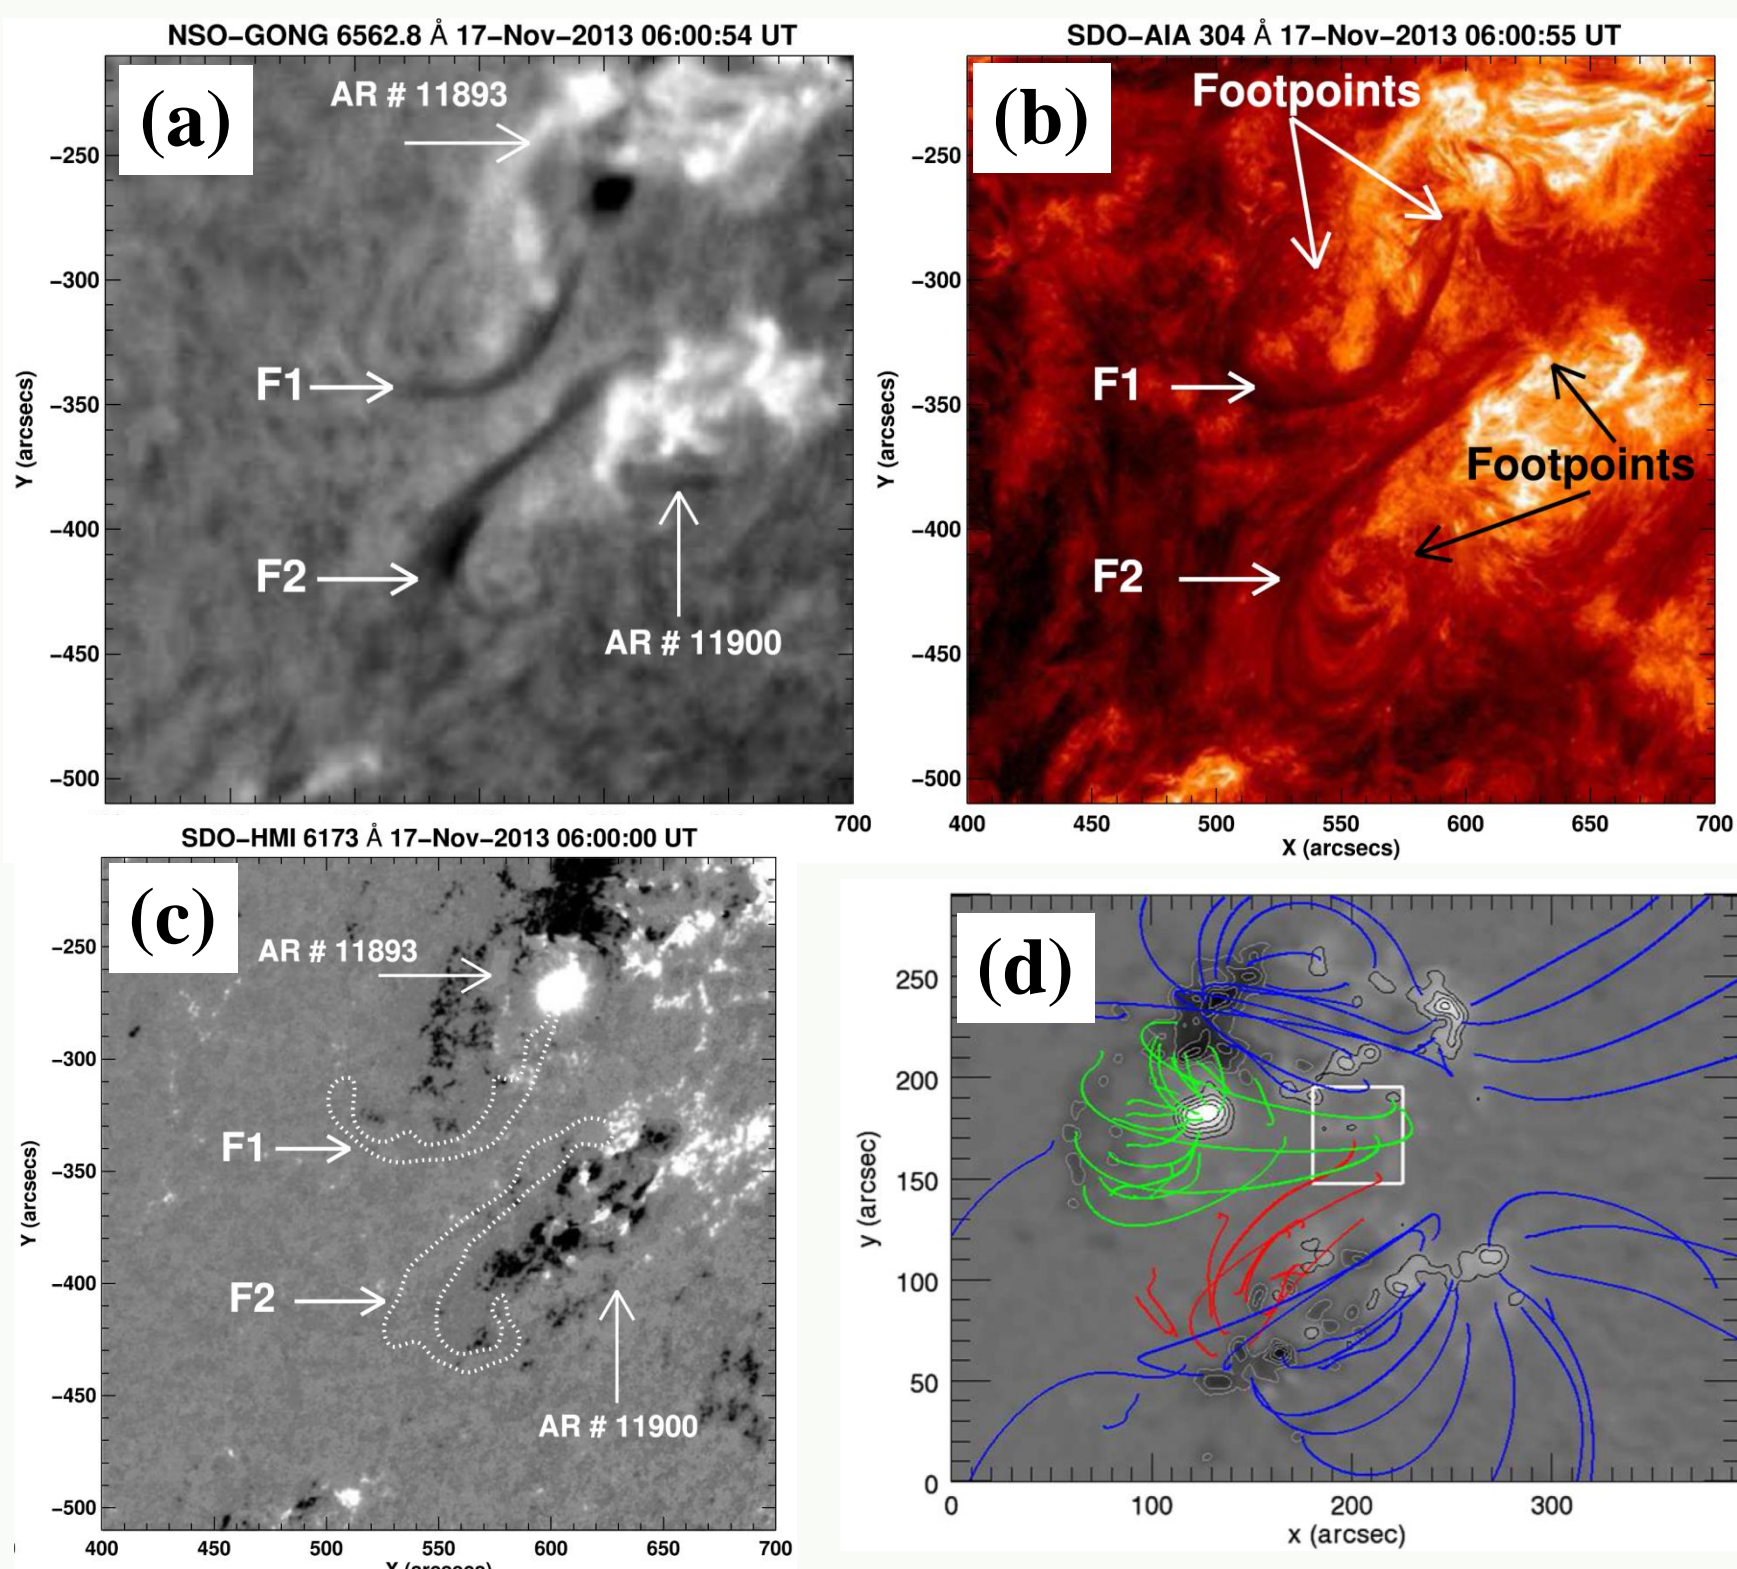 NSO−GONG 6562.8 Å 17−Nov−2013 06:00:54 UT
(a)
AR # 11893
F1
F2
AR # 11900
−250
−300
−350
−400
−450
−500
Y (arcsecs)
700
SDO−AIA 304 Å 17−Nov−2013 06:00:55 UT
(b)
Footpoints
F1
Footpoints
F2
−250
−300
−350
−400
−450
−500
Y (arcsecs)
400 450 500 550 600 650 700
X (arcsecs)
SDO−HMI 6173 Å 17−Nov−2013 06:00:00 UT
(c)
AR # 11893
F1
F2
AR # 11900
−250
−300
−350
−400
−450
−500
Y (arcsecs)
400 450 500 550 600 650 700
X (arcsecs)
(d)
250
200
150
100
50
0
y (arcsec)
0 100 200 300
x (arcsec)